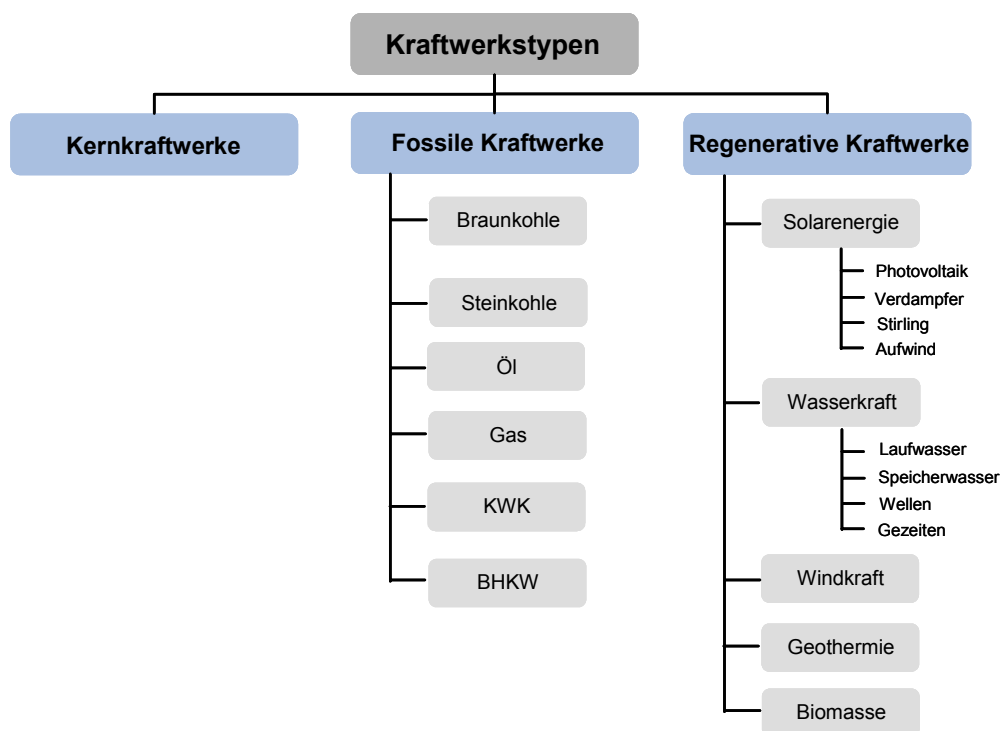 Kraftwerkstypen
Kernkraftwerke
Fossile Kraftwerke
Braunkohle
Steinkohle
Öl
Gas
KWK
BHKW
Regenerative Kraftwerke
Solarenergie
Photovoltaik
Verdampfer
Stirling
Aufwind
Wasserkraft
Laufwasser
Speicherwasser
Wellen
Gezeiten
Windkraft
Geothermie
Biomasse